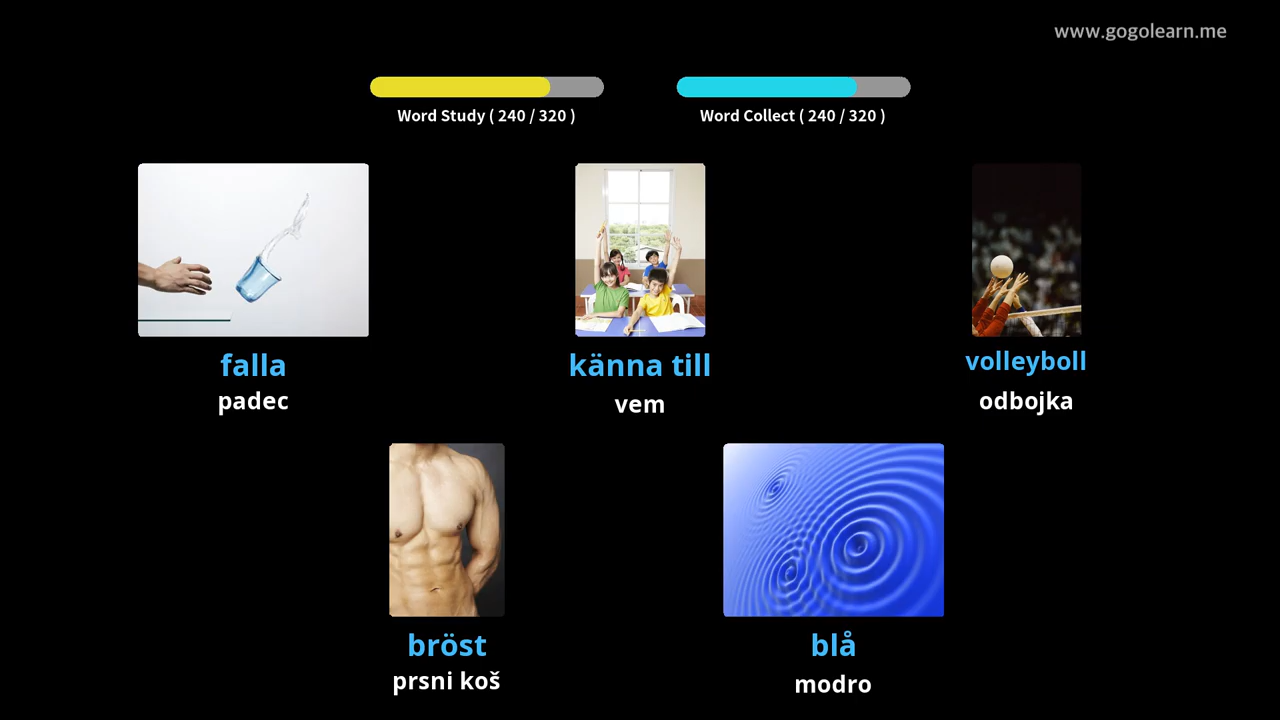 www.gogolearn.me
Word Study ( 240 / 320 )
Word Collect ( 240 / 320 )
falla
padec
känna till
vem
volleyboll
odbojka
bröst
prsni koš
blå
modro